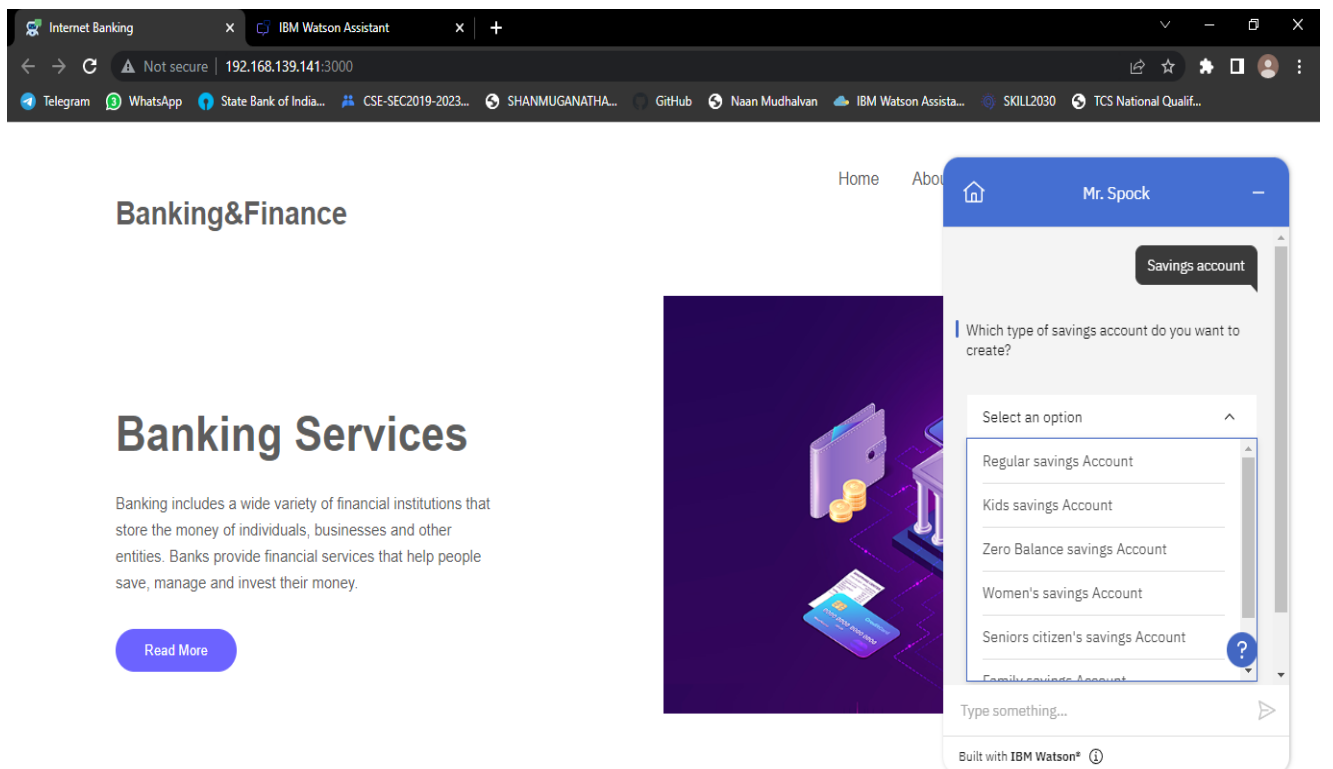 Internet Banking
IBM Watson Assistant
Not secure
192.168.139.141:3000
Telegram
WhatsApp
State Bank of India...
CSE-SEC2019-2023...
SHANMUGANATHA...
GitHub
Naan Mudhalvan
IBM Watson Assista...
SKILL2030
TCS National Qualif...
Home
Abou
Banking&Finance
Banking Services
Banking includes a wide variety of financial institutions that
store the money of individuals, businesses and other
entities. Banks provide financial services that help people
save, manage and invest their money.
Read More
Mr. Spock
Savings account
Which type of savings account do you want to
create?
Select an option
Regular savings Account
Kids savings Account
Zero Balance savings Account
Women's savings Account
Seniors citizen's savings Account
Family savings Account
?
Type something...
Built with IBM Watson®